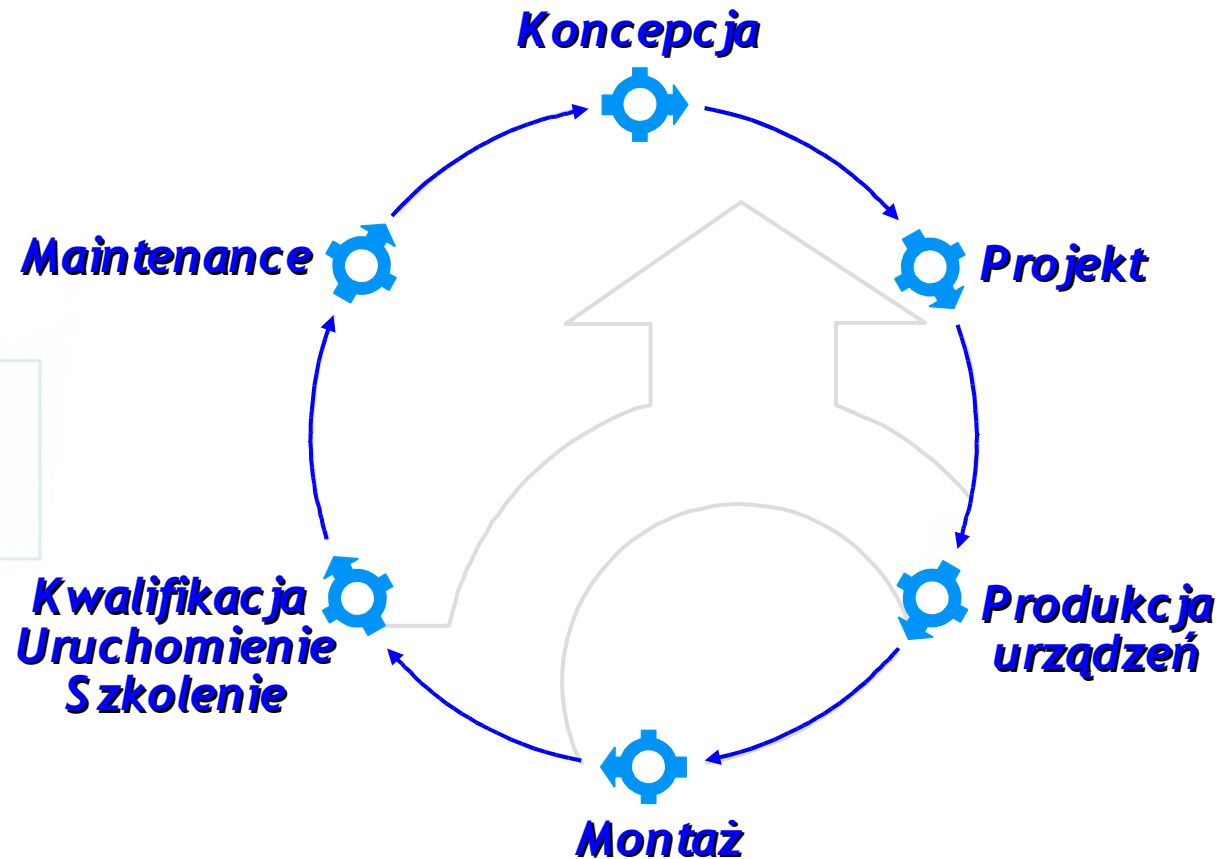 Koncepcja
Projekt
Produkcja
urządzeń
Montaż
Kwalifikacja
Uruchomienie
Szkolenie
Maintenance